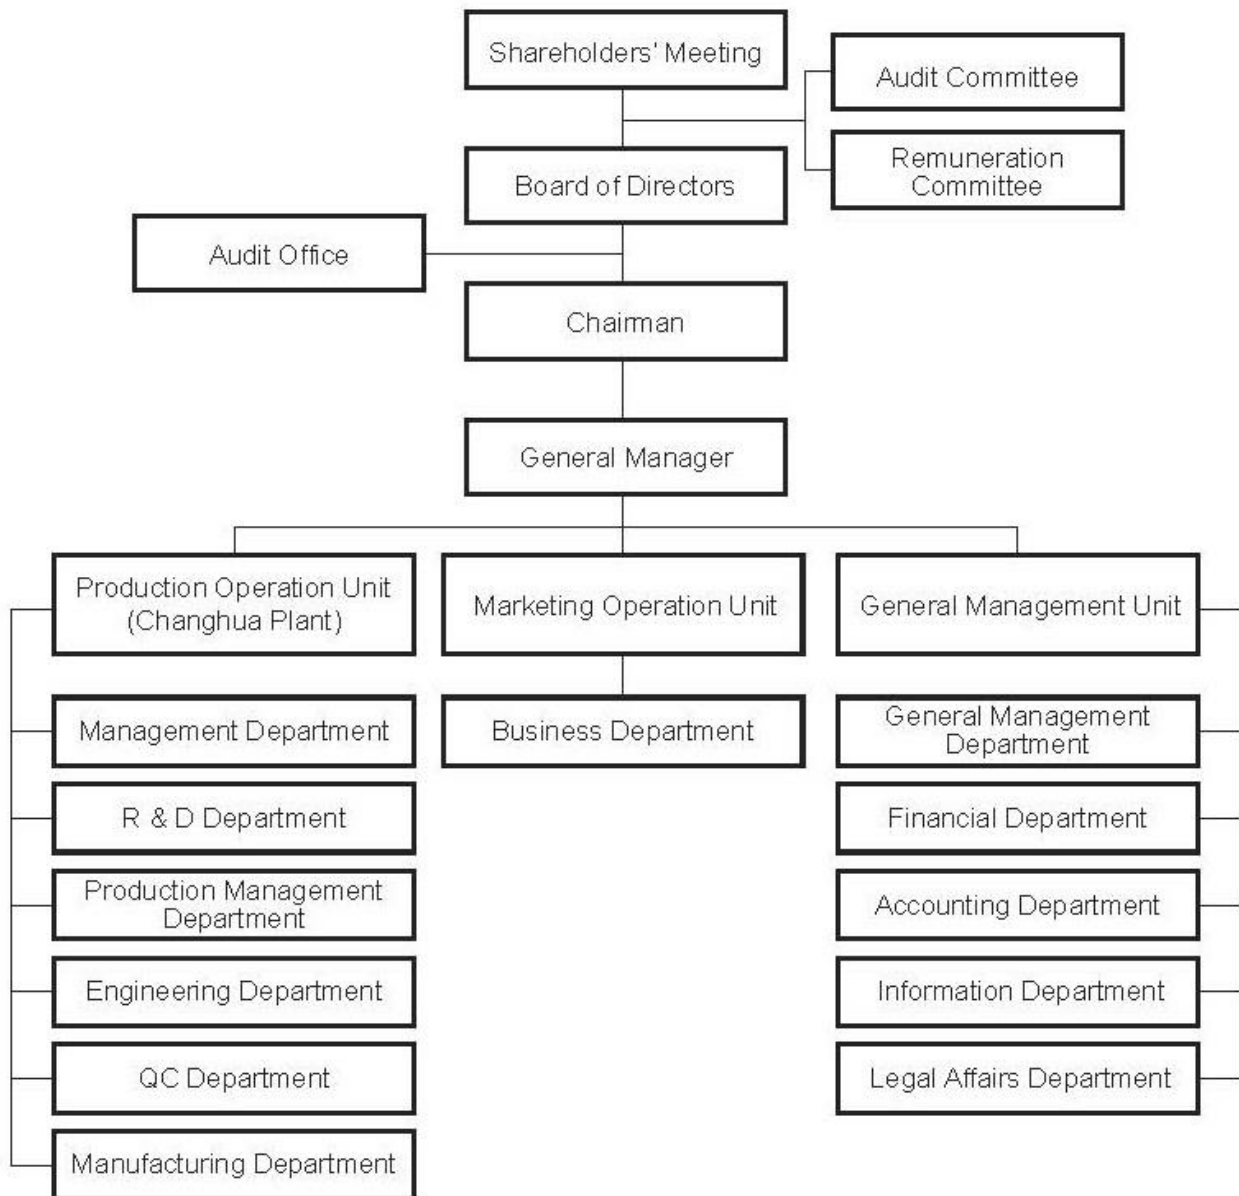 Shareholders' Meeting
Audit Committee
Remuneration
Committee
Board of Directors
Audit Office
Chairman
General Manager
Production Operation Unit
(Changhua Plant)
Marketing Operation Unit
General Management Unit
Management Department
Business Department
General Management
Department
R & D Department
Financial Department
Production Management
Department
Accounting Department
Engineering Department
Information Department
QC Department
Legal Affairs Department
Manufacturing Department